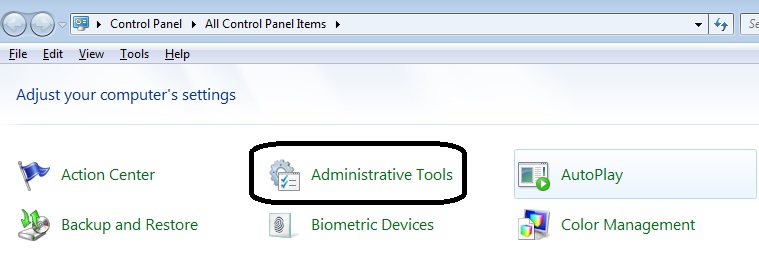 Control Panel ▸ All Control Panel Items ▸
File Edit View Tools Help
Adjust your computer's settings
Action Center Administrative Tools AutoPlay
Backup and Restore Biometric Devices Color Management